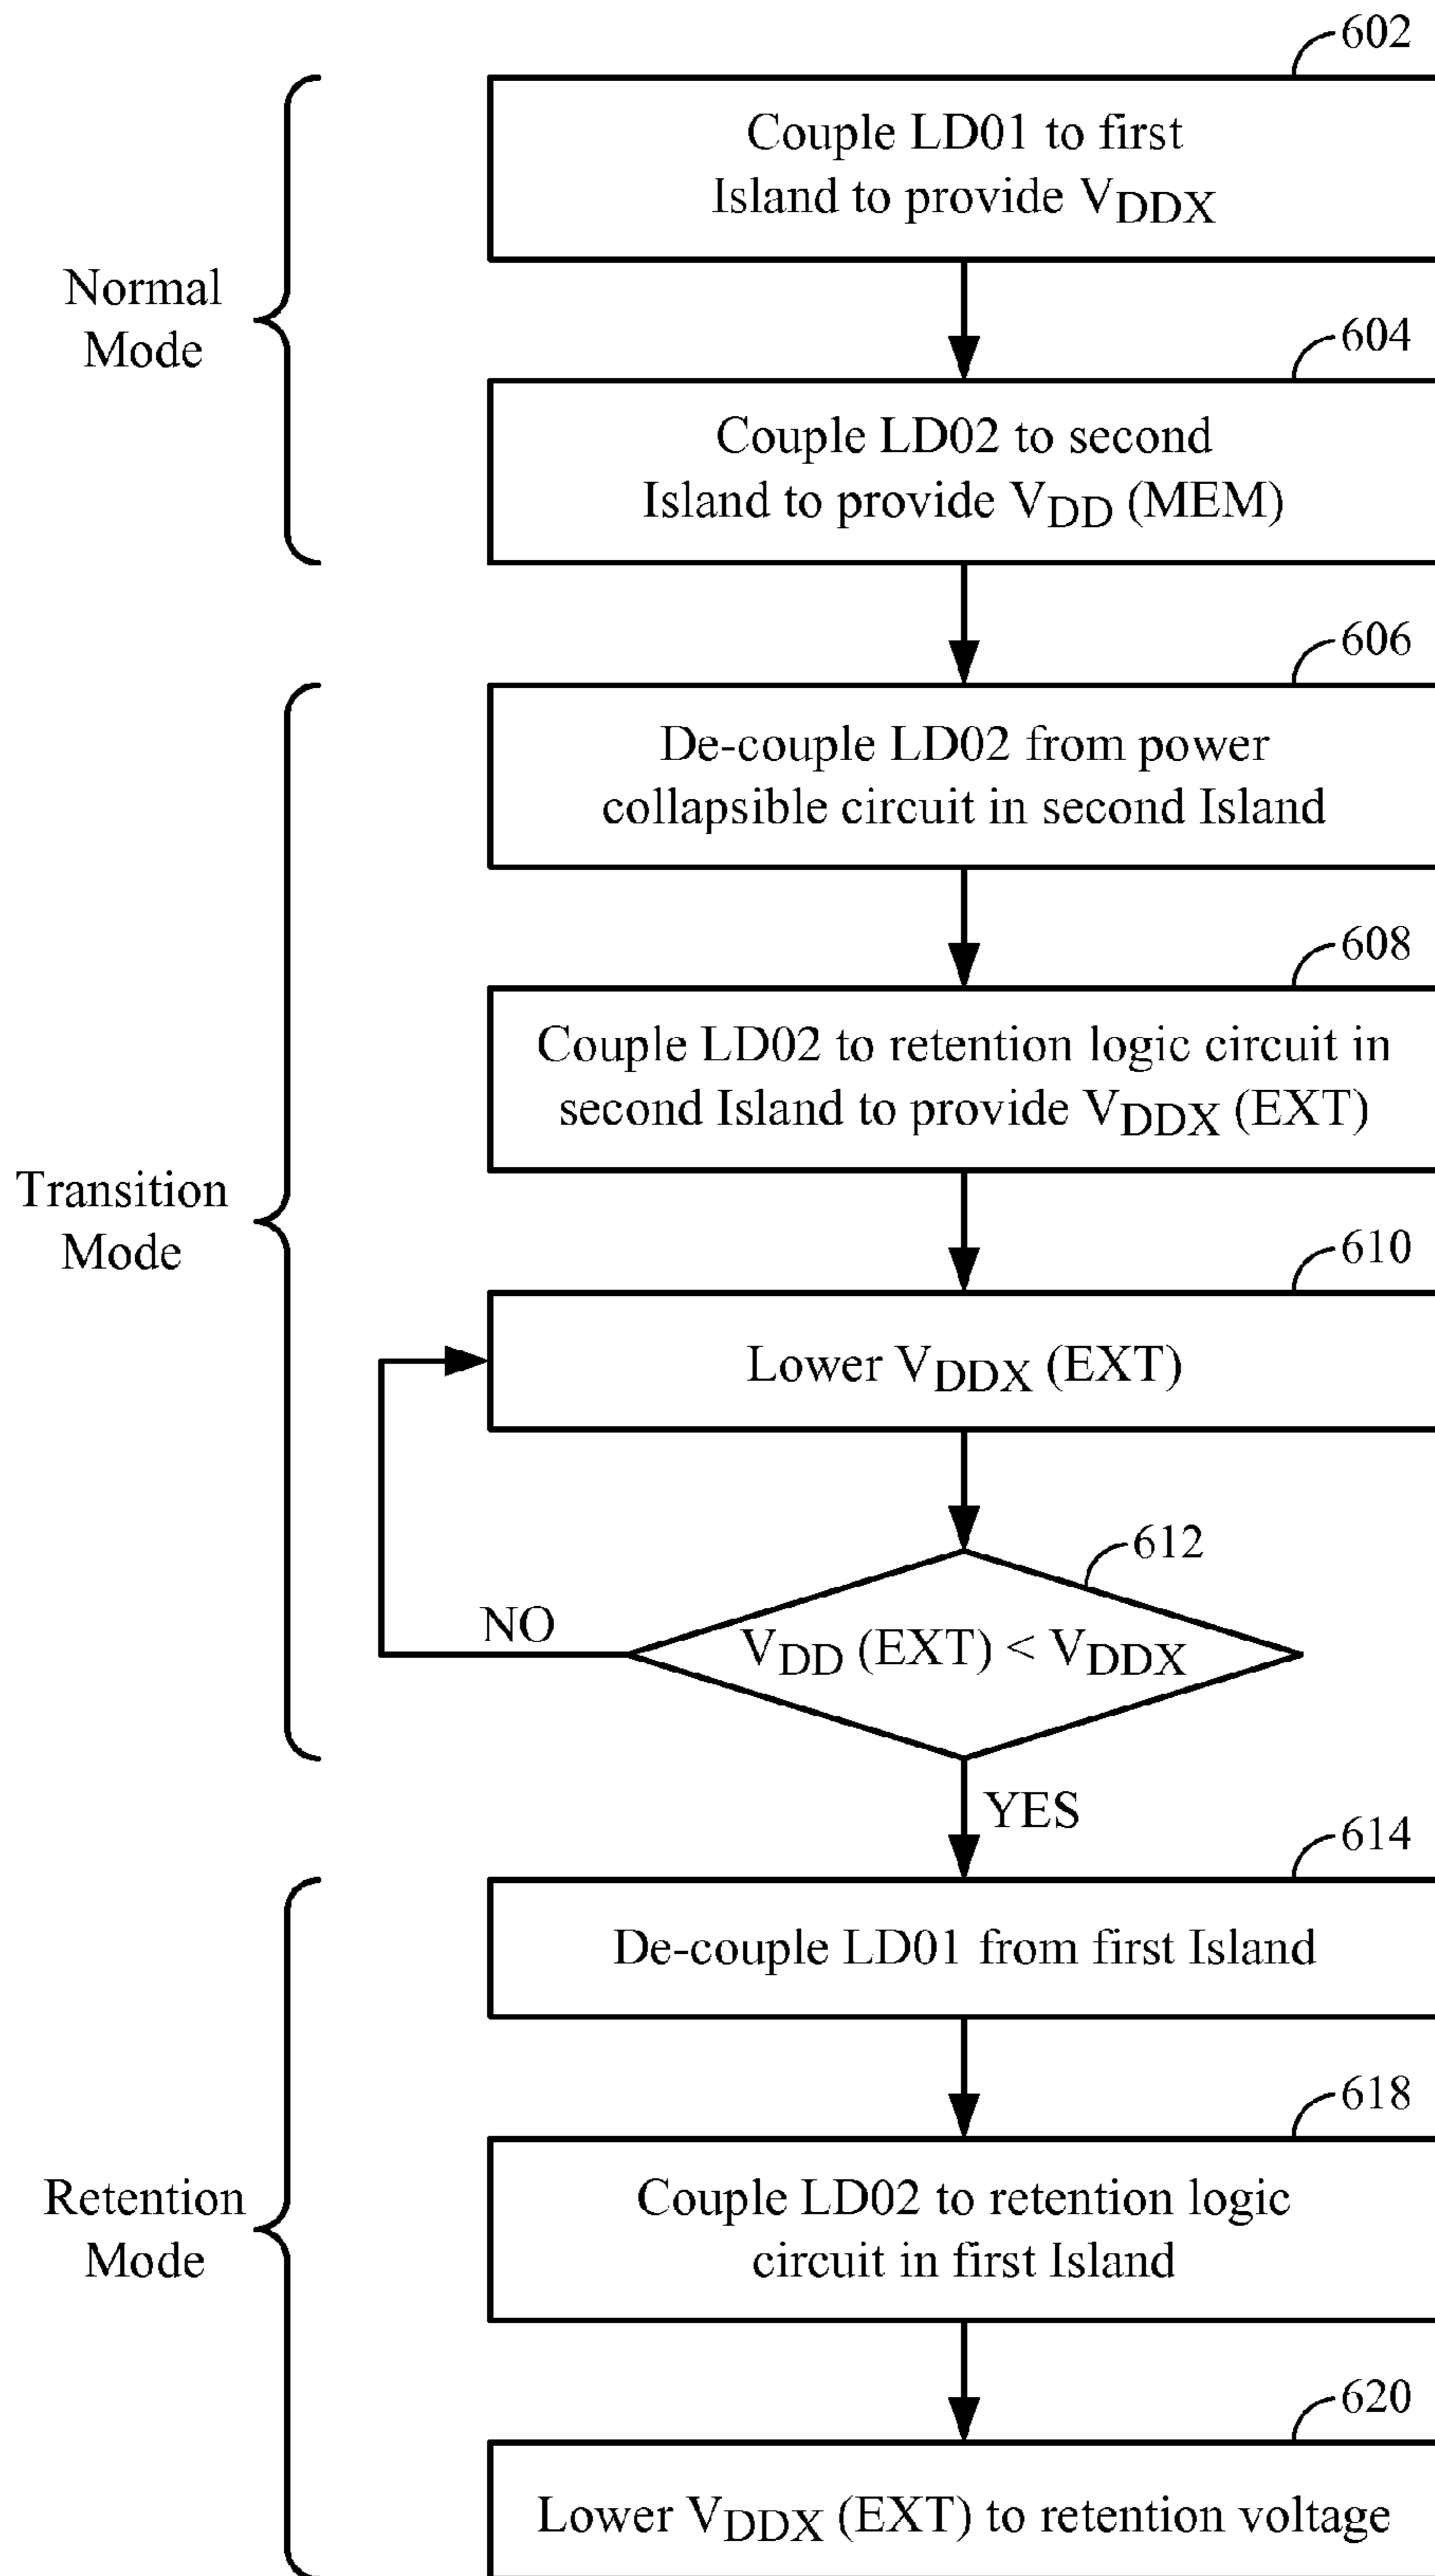 602
Couple LD01 to first
Island to provide VDDX
Normal
Mode
604
Couple LD02 to second
Island to provide VDD (MEM)
606
De-couple LD02 from power
collapsible circuit in second Island
608
Couple LD02 to retention logic circuit in
second Island to provide VDDX (EXT)
Transition
Mode
610
Lower VDDX (EXT)
612
NO
VDD (EXT) < VDDX
YES
614
De-couple LD01 from first Island
618
Couple LD02 to retention logic
circuit in first Island
Retention
Mode
620
Lower VDDX (EXT) to retention voltage